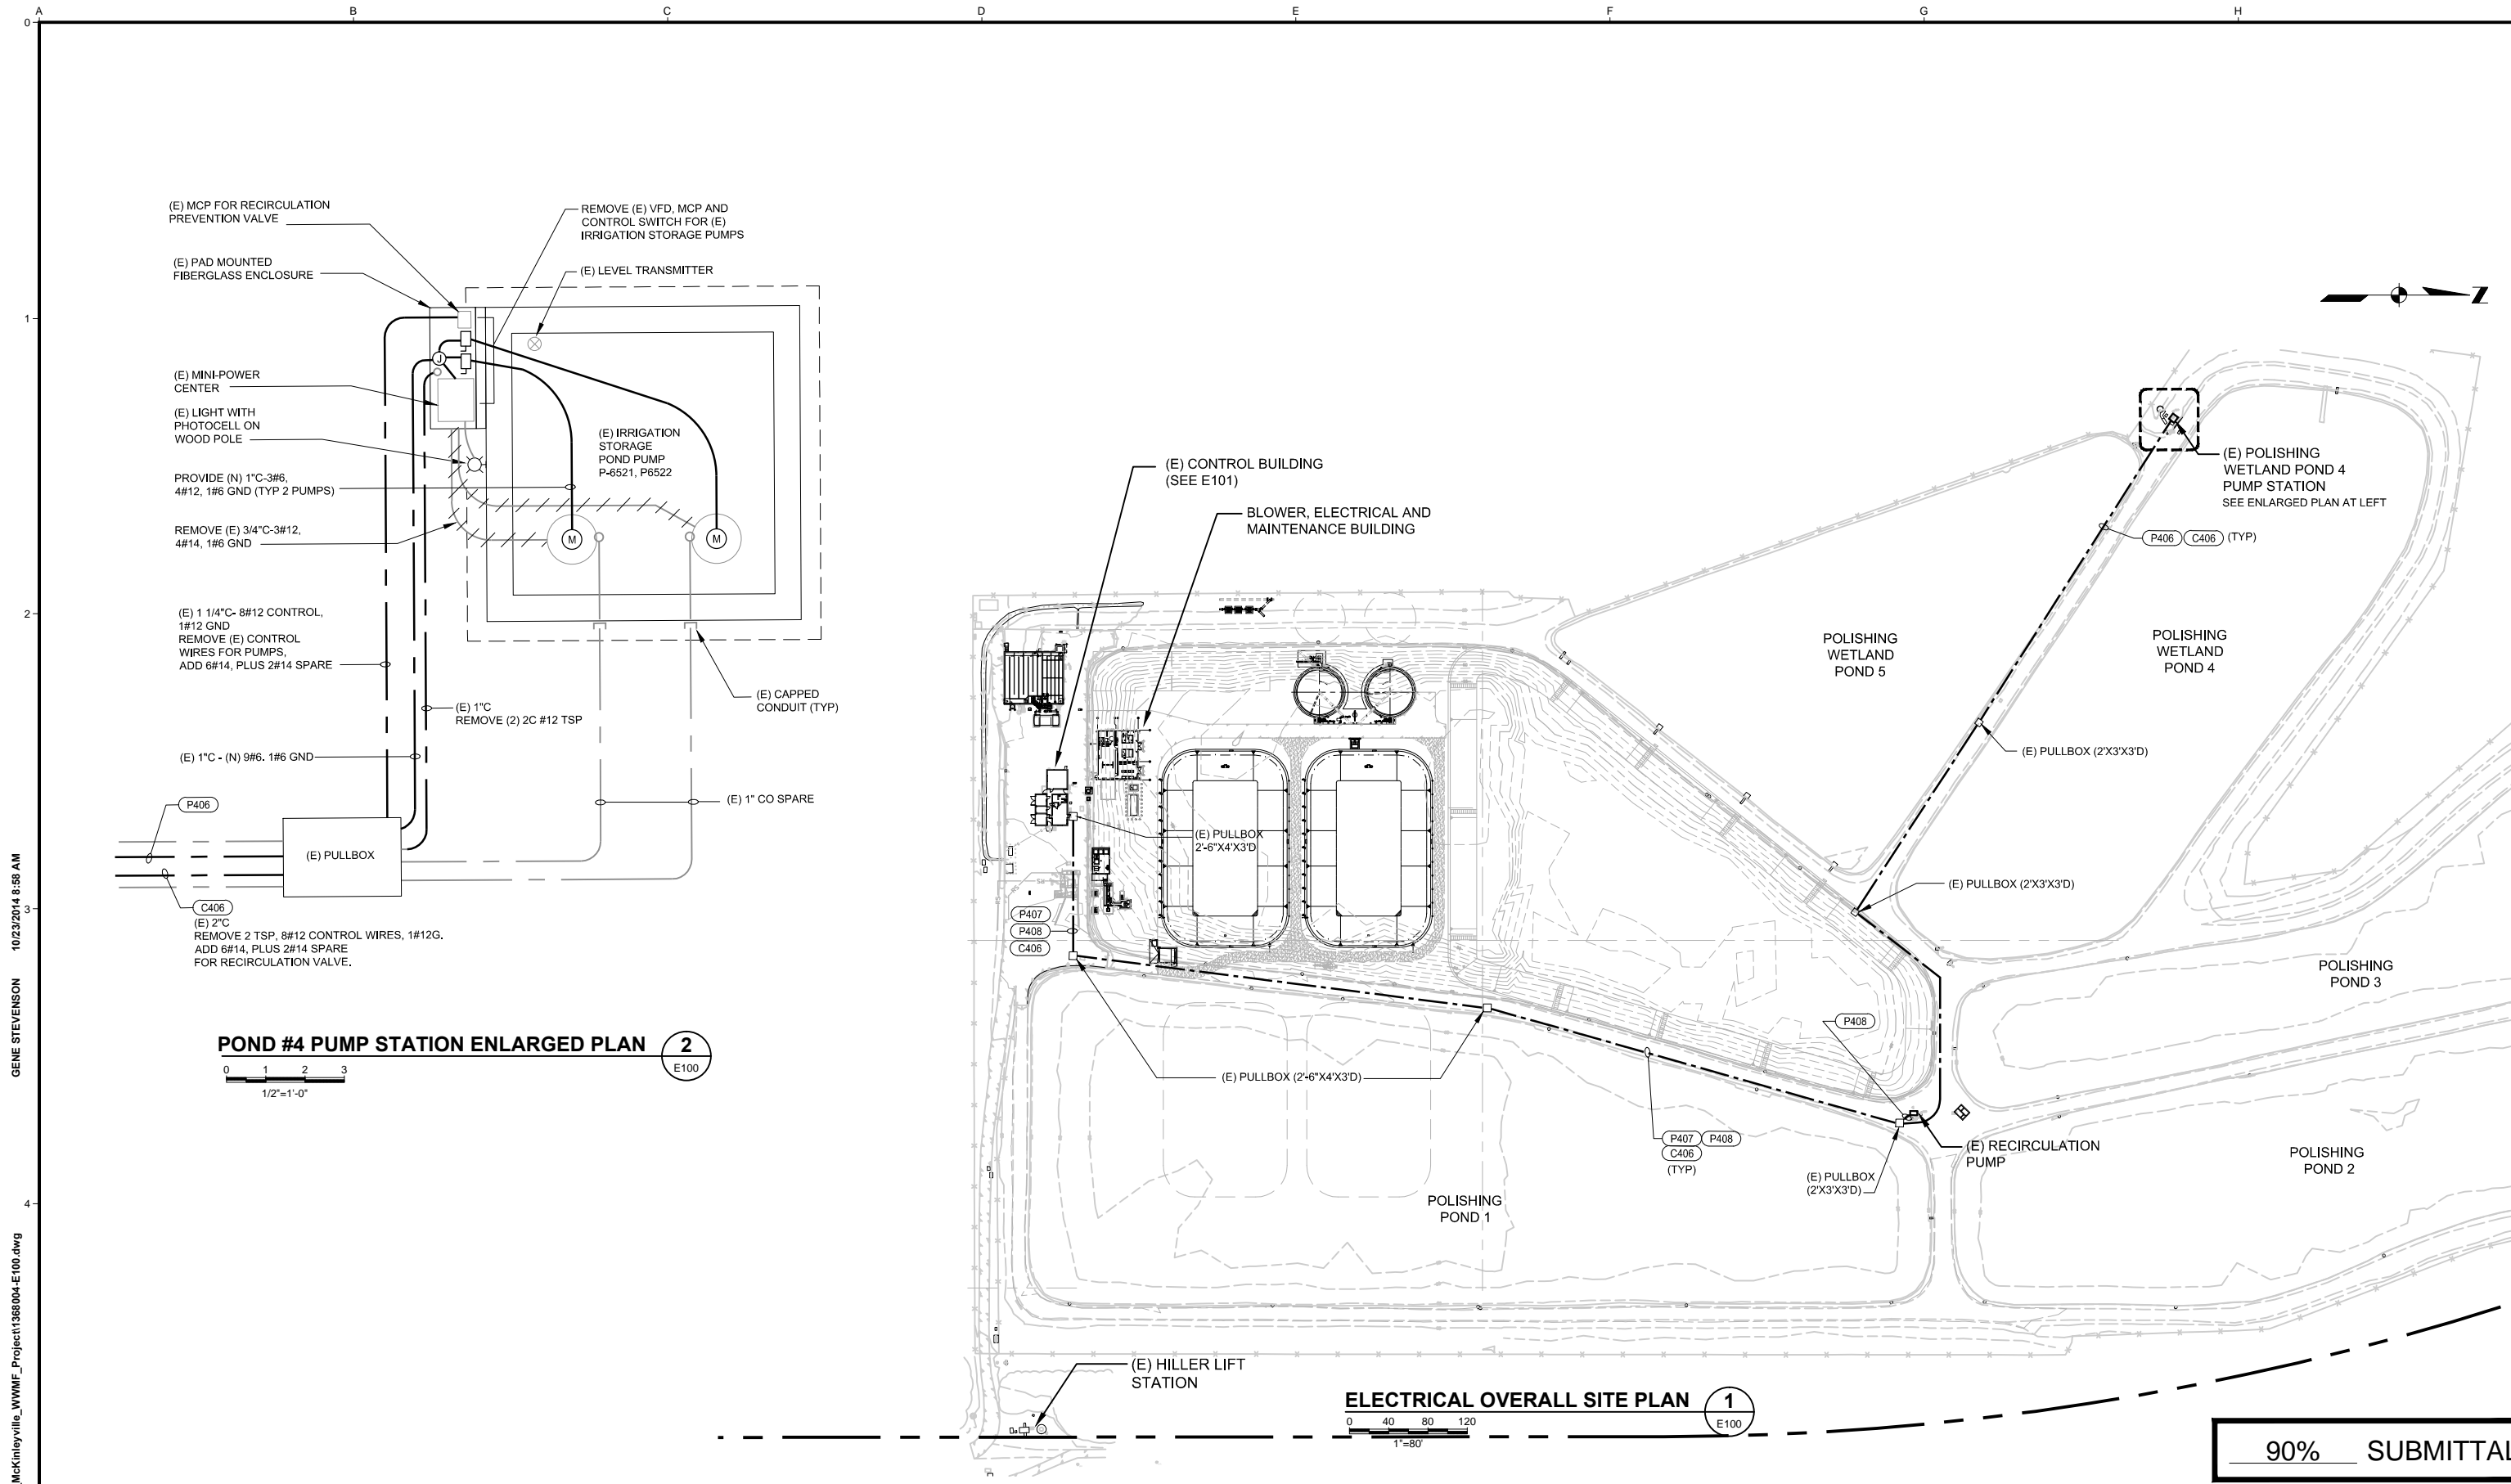 A B C D E F G H
0
1
2
3
4
(E) MCP FOR RECIRCULATION
PREVENTION VALVE
(E) PAD MOUNTED
FIBERGLASS ENCLOSURE
(E) MINI-POWER
CENTER
(E) LIGHT WITH
PHOTOCELL ON
WOOD POLE
PROVIDE (N) 1"C-3#6,
4#12, 1#6 GND (TYP 2 PUMPS)
REMOVE (E) 3/4"C-3#12,
4#14, 1#6 GND
(E) 1 1/4"C- 8#12 CONTROL,
1#12 GND
REMOVE (E) CONTROL
WIRES FOR PUMPS,
ADD 6#14, PLUS 2#14 SPARE
(E) 1"C
REMOVE (2) 2C #12 TSP
(E) 1"C - (N) 9#6. 1#6 GND
P406
(E) PULLBOX
C406
(E) 2"C
REMOVE 2 TSP, 8#12 CONTROL WIRES, 1#12G.
ADD 6#14, PLUS 2#14 SPARE
FOR RECIRCULATION VALVE.
REMOVE (E) VFD, MCP AND
CONTROL SWITCH FOR (E)
IRRIGATION STORAGE PUMPS
(E) LEVEL TRANSMITTER
J
(E) IRRIGATION
STORAGE
POND PUMP
P-6521, P6522
M
M
(E) CAPPED
CONDUIT (TYP)
(E) 1" CO SPARE
POND #4 PUMP STATION ENLARGED PLAN
2
E100
0 1 2 3
1/2"=1'-0"
(E) CONTROL BUILDING
(SEE E101)
BLOWER, ELECTRICAL AND
MAINTENANCE BUILDING
Z
(E) POLISHING
WETLAND POND 4
PUMP STATION
SEE ENLARGED PLAN AT LEFT
P406 C406 (TYP)
POLISHING
WETLAND
POND 5
POLISHING
WETLAND
POND 4
(E) PULLBOX (2'X3'X3'D)
(E) PULLBOX
2'-6"X4'X3'D
(E) PULLBOX (2'X3'X3'D)
P407
P408
C406
POLISHING
POND 3
P408
(E) PULLBOX (2'-6"X4'X3'D)
P407 P408
C406
(TYP)
(E) RECIRCULATION
PUMP
(E) PULLBOX
(2'X3'X3'D)
POLISHING
POND 2
POLISHING
POND 1
(E) HILLER LIFT
STATION
ELECTRICAL OVERALL SITE PLAN
1
E100
0 40 80 120
1"=80'
90% SUBMITTAL
McKinleyville_WWMF_Project\1368004-E100.dwg
GENE STEVENSON 10/23/2014 8:58 AM